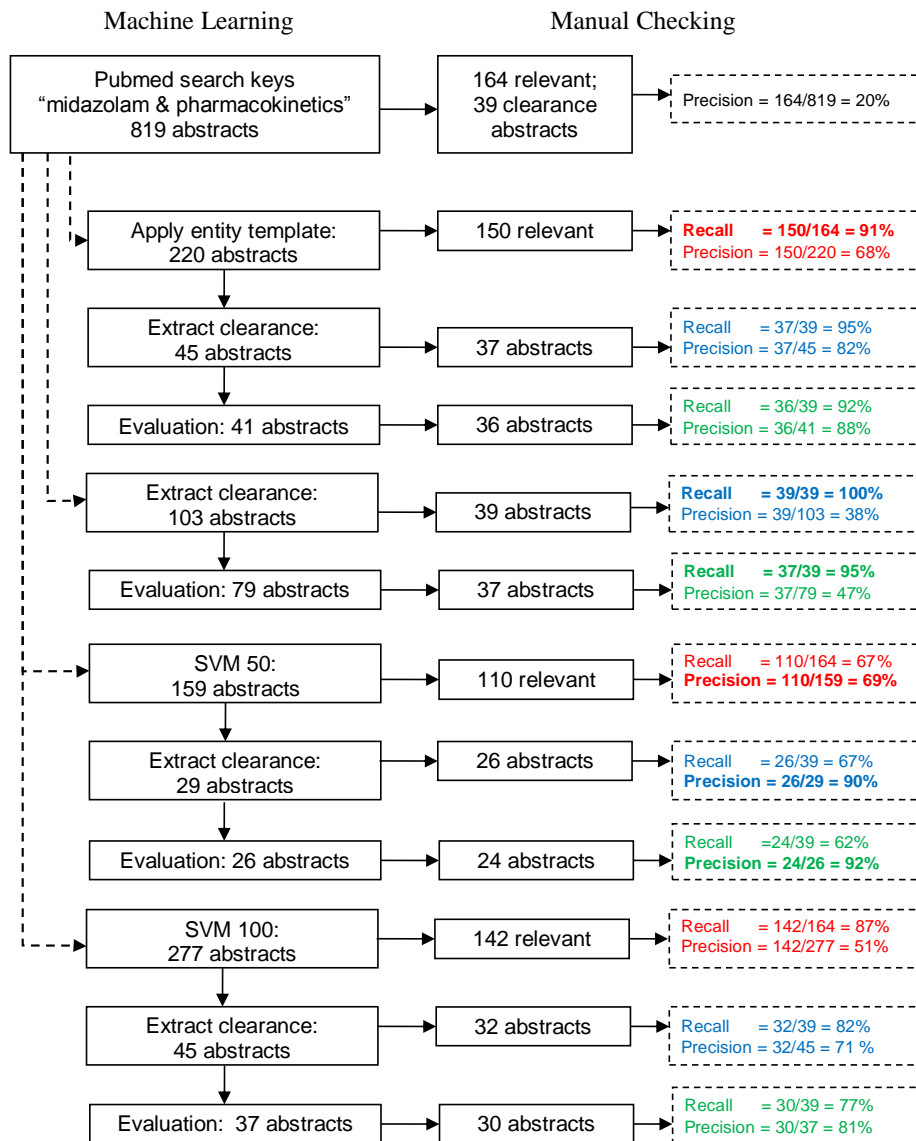 Machine Learning
Manual Checking
Pubmed search keys
“midazolam & pharmacokinetics”
819 abstracts
164 relevant;
39 clearance
abstracts
Precision = 164/819 = 20%
Apply entity template:
220 abstracts
150 relevant
Recall = 150/164 = 91%
Precision = 150/220 = 68%
Extract clearance:
45 abstracts
37 abstracts
Recall = 37/39 = 95%
Precision = 37/45 = 82%
Evaluation: 41 abstracts
36 abstracts
Recall = 36/39 = 92%
Precision = 36/41 = 88%
Extract clearance:
103 abstracts
39 abstracts
Recall = 39/39 = 100%
Precision = 39/103 = 38%
Evaluation: 79 abstracts
37 abstracts
Recall = 37/39 = 95%
Precision = 37/79 = 47%
SVM 50:
159 abstracts
110 relevant
Recall = 110/164 = 67%
Precision = 110/159 = 69%
Extract clearance:
29 abstracts
26 abstracts
Recall = 26/39 = 67%
Precision = 26/29 = 90%
Evaluation: 26 abstracts
24 abstracts
Recall =24/39 = 62%
Precision = 24/26 = 92%
SVM 100:
277 abstracts
142 relevant
Recall = 142/164 = 87%
Precision = 142/277 = 51%
Extract clearance:
45 abstracts
32 abstracts
Recall = 32/39 = 82%
Precision = 32/45 = 71 %
Evaluation: 37 abstracts
30 abstracts
Recall = 30/39 = 77%
Precision = 30/37 = 81%